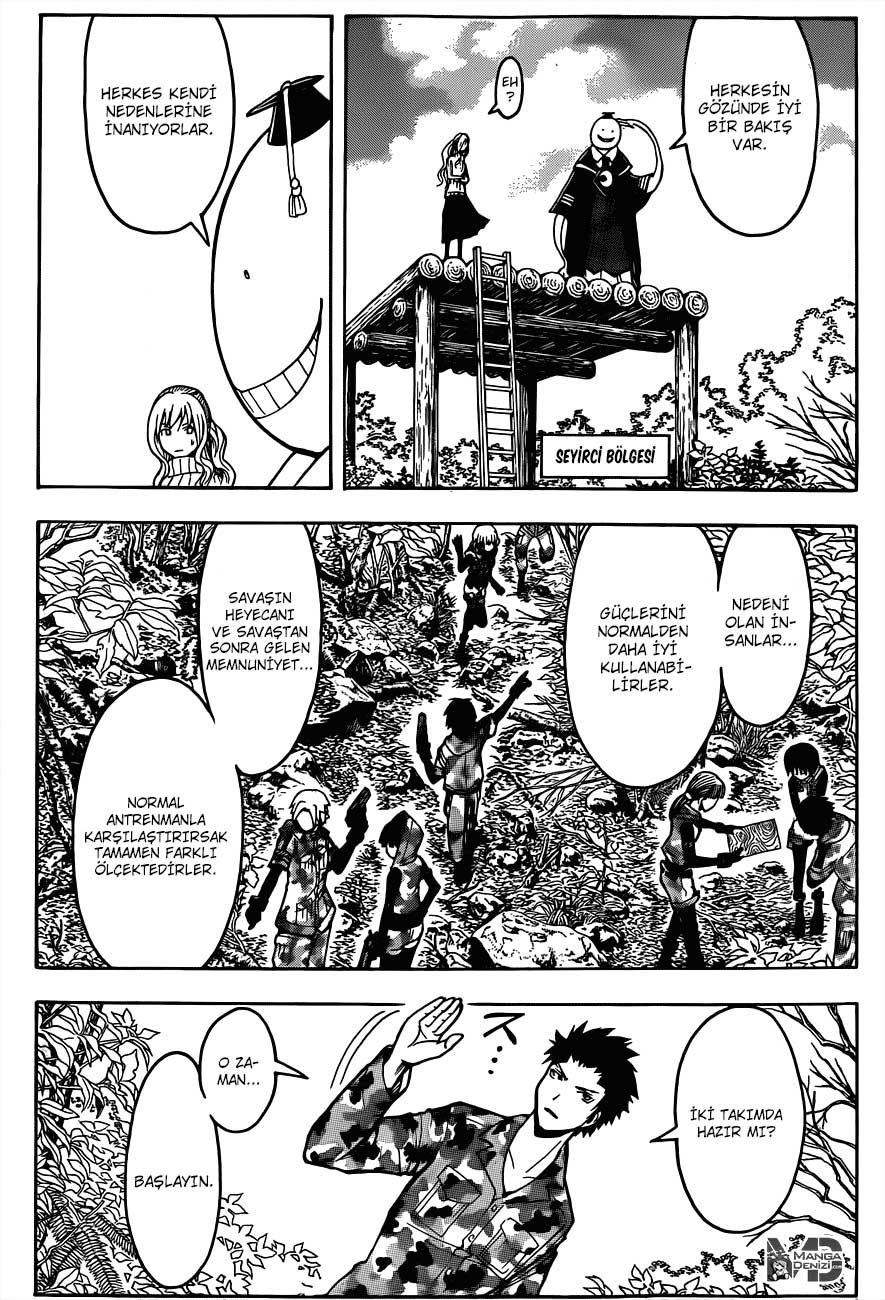 HERKESİN
GÖZÜNDE İYİ
BİR BAKIŞ
VAR.
EH
?
SEYİRCİ BÖLGESİ
HERKES KENDİ
NEDENLERİNE
İNANIYORLAR.
NEDENİ
OLAN İN-
SANLAR...
GÜÇLERİNİ
NORMALDEN
DAHA İYİ
KULLANABİ-
LİRLER.
SAVAŞIN
HEYECANI
VE SAVAŞTAN
SONRA GELEN
MEMNUNİYET...
NORMAL
ANTRENMANLA
KARŞILAŞTIRIRSAK
TAMAMEN FARKLI
ÖLÇEKTEDİRLER.
İKİ TAKIMDA
HAZIR MI?
ス...
O ZA-
MAN...
BAŞLAYIN.
MD
MANGA
DENİZİ